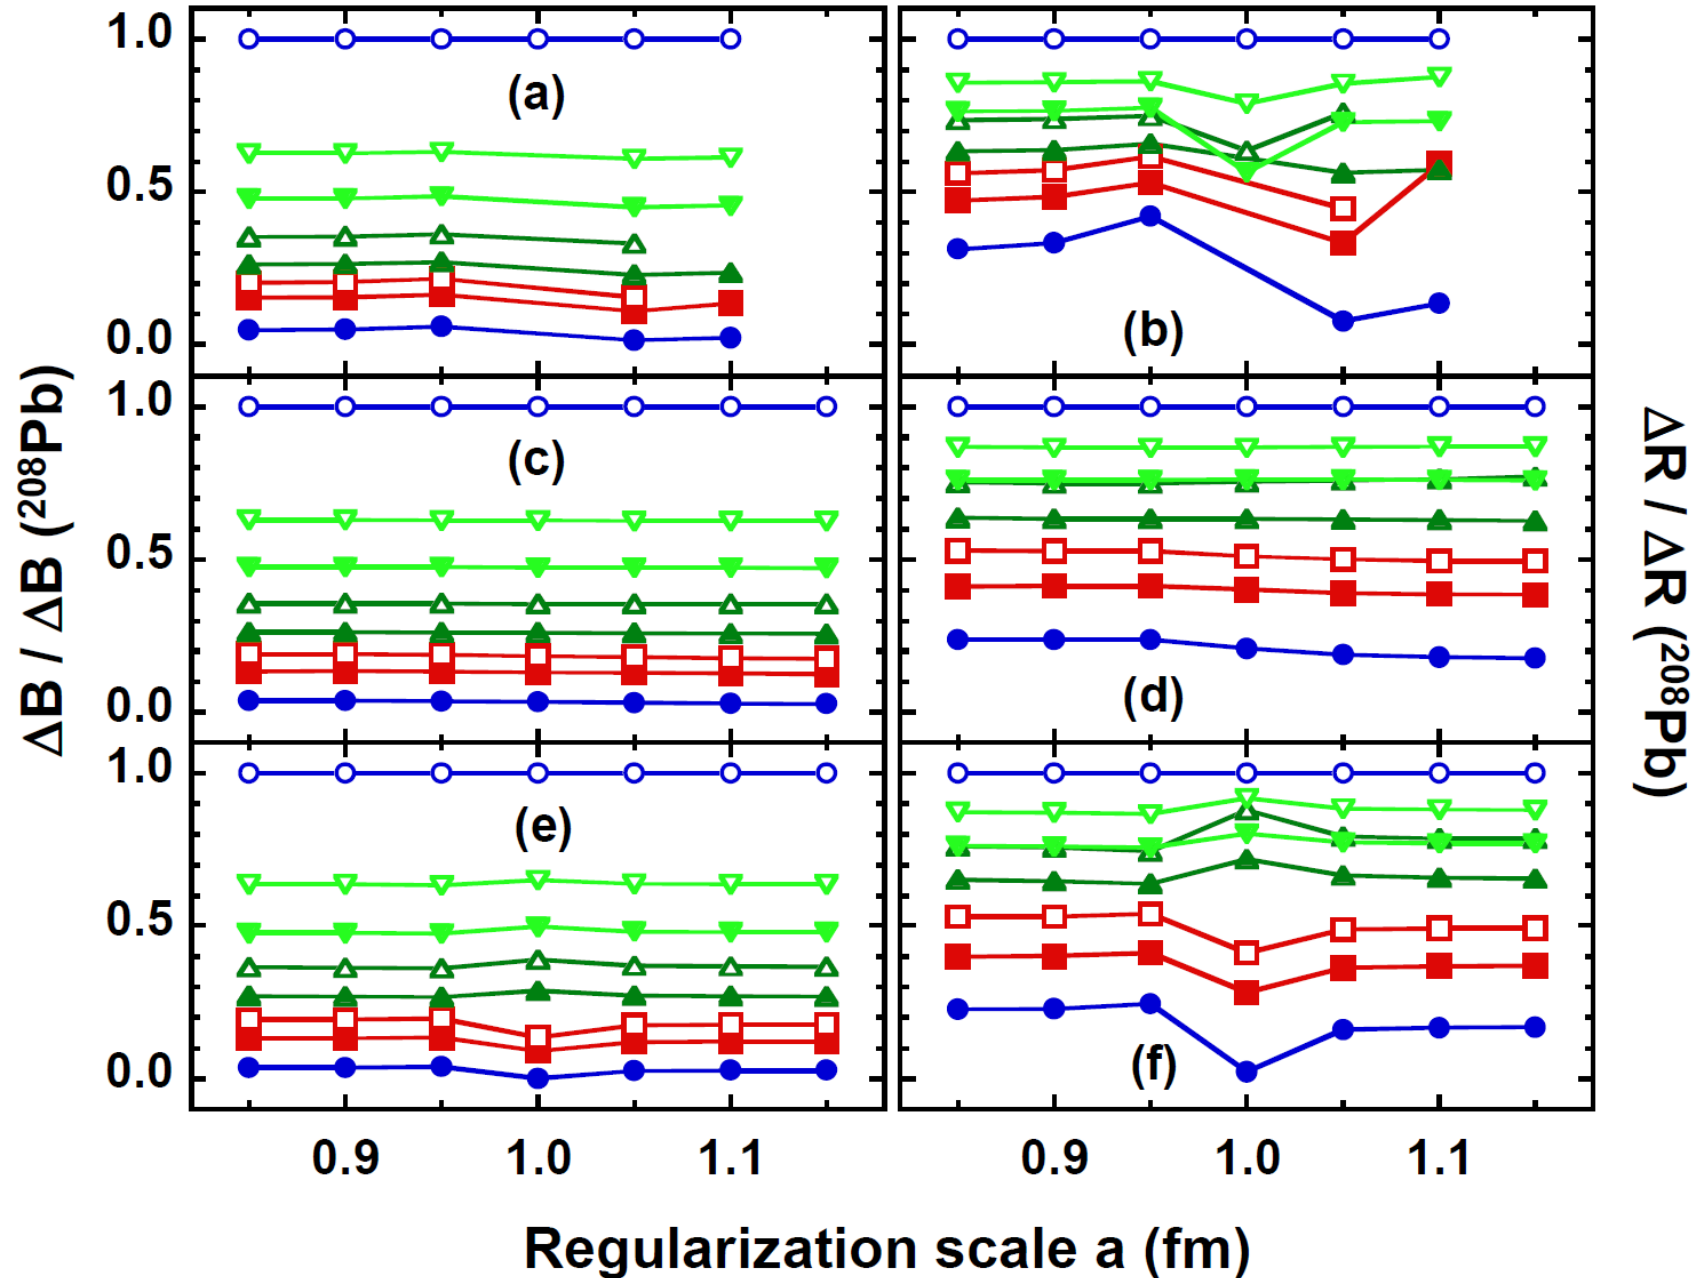 1.0
(a)
0.5
0.0
(b)
1.0
(c)
0.5
0.0
(d)
1.0
(e)
0.5
0.0
(f)
ΔB / ΔB (²⁰⁸Pb)
ΔR / ΔR (²⁰⁸Pb)
0.9 1.0 1.1 0.9 1.0 1.1
Regularization scale a (fm)